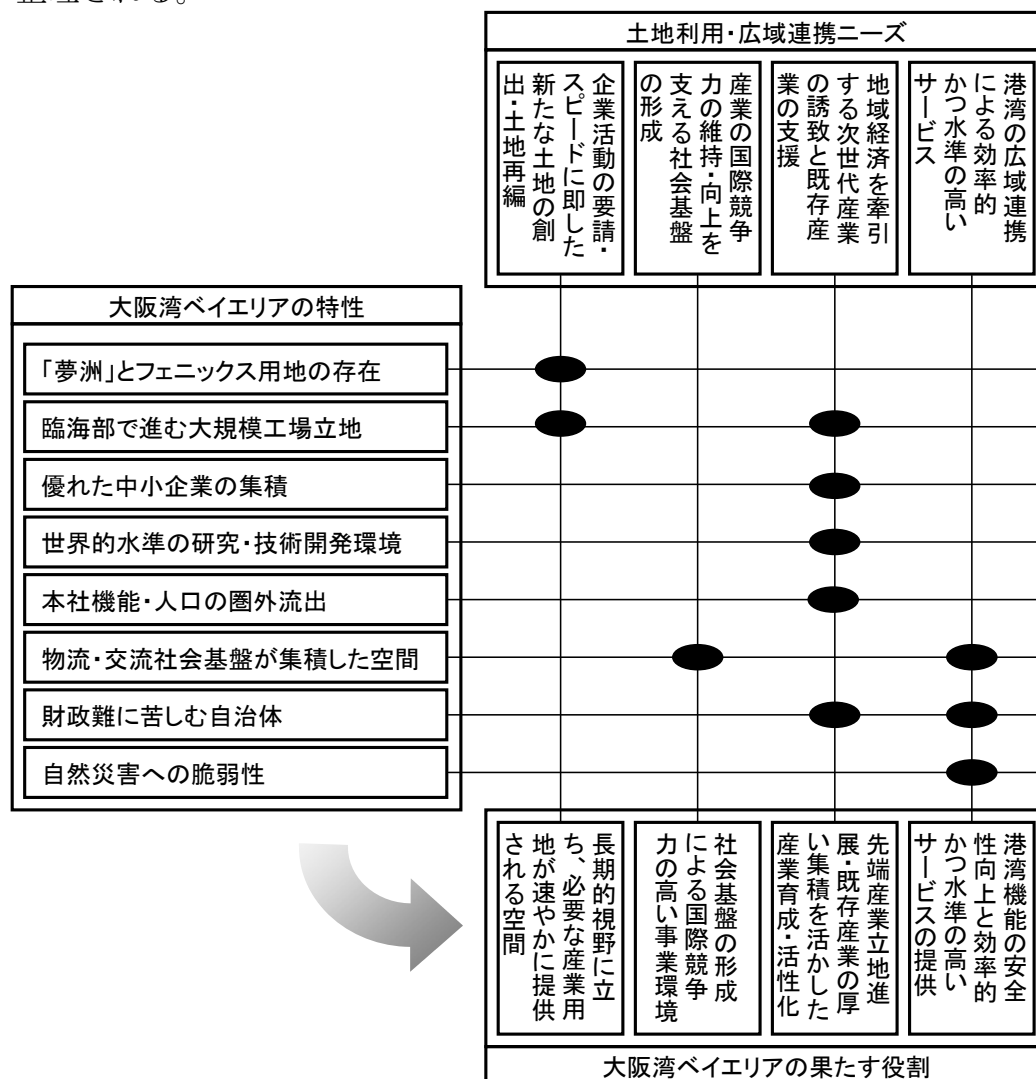 整理される。
土地利用・広域連携ニーズ
企業活動の要請・
スピードに即した
新たな土地の創
出・土地再編
産業の国際競争
力の維持・向上を
支える社会基盤
の形成
地域経済を牽引
する次世代産業
の誘致と既存産
業の支援
港湾の広域連携
による効率的
かつ水準の高い
サービス
大阪湾ベイエリアの特性
「夢洲」とフェニックス用地の存在
臨海部で進む大規模工場立地
優れた中小企業の集積
世界的水準の研究・技術開発環境
本社機能・人口の圏外流出
物流・交流社会基盤が集積した空間
財政難に苦しむ自治体
自然災害への脆弱性
長期的視野に立
ち、必要な産業用
地が速やかに提供
される空間
社会基盤の形成
による国際競争
力の高い事業環境
先端産業立地進
展・既存産業の厚
い集積を活かした
産業育成・活性化
港湾機能の安全
性向上と効率的
かつ水準の高い
サービスの提供
大阪湾ベイエリアの果たす役割